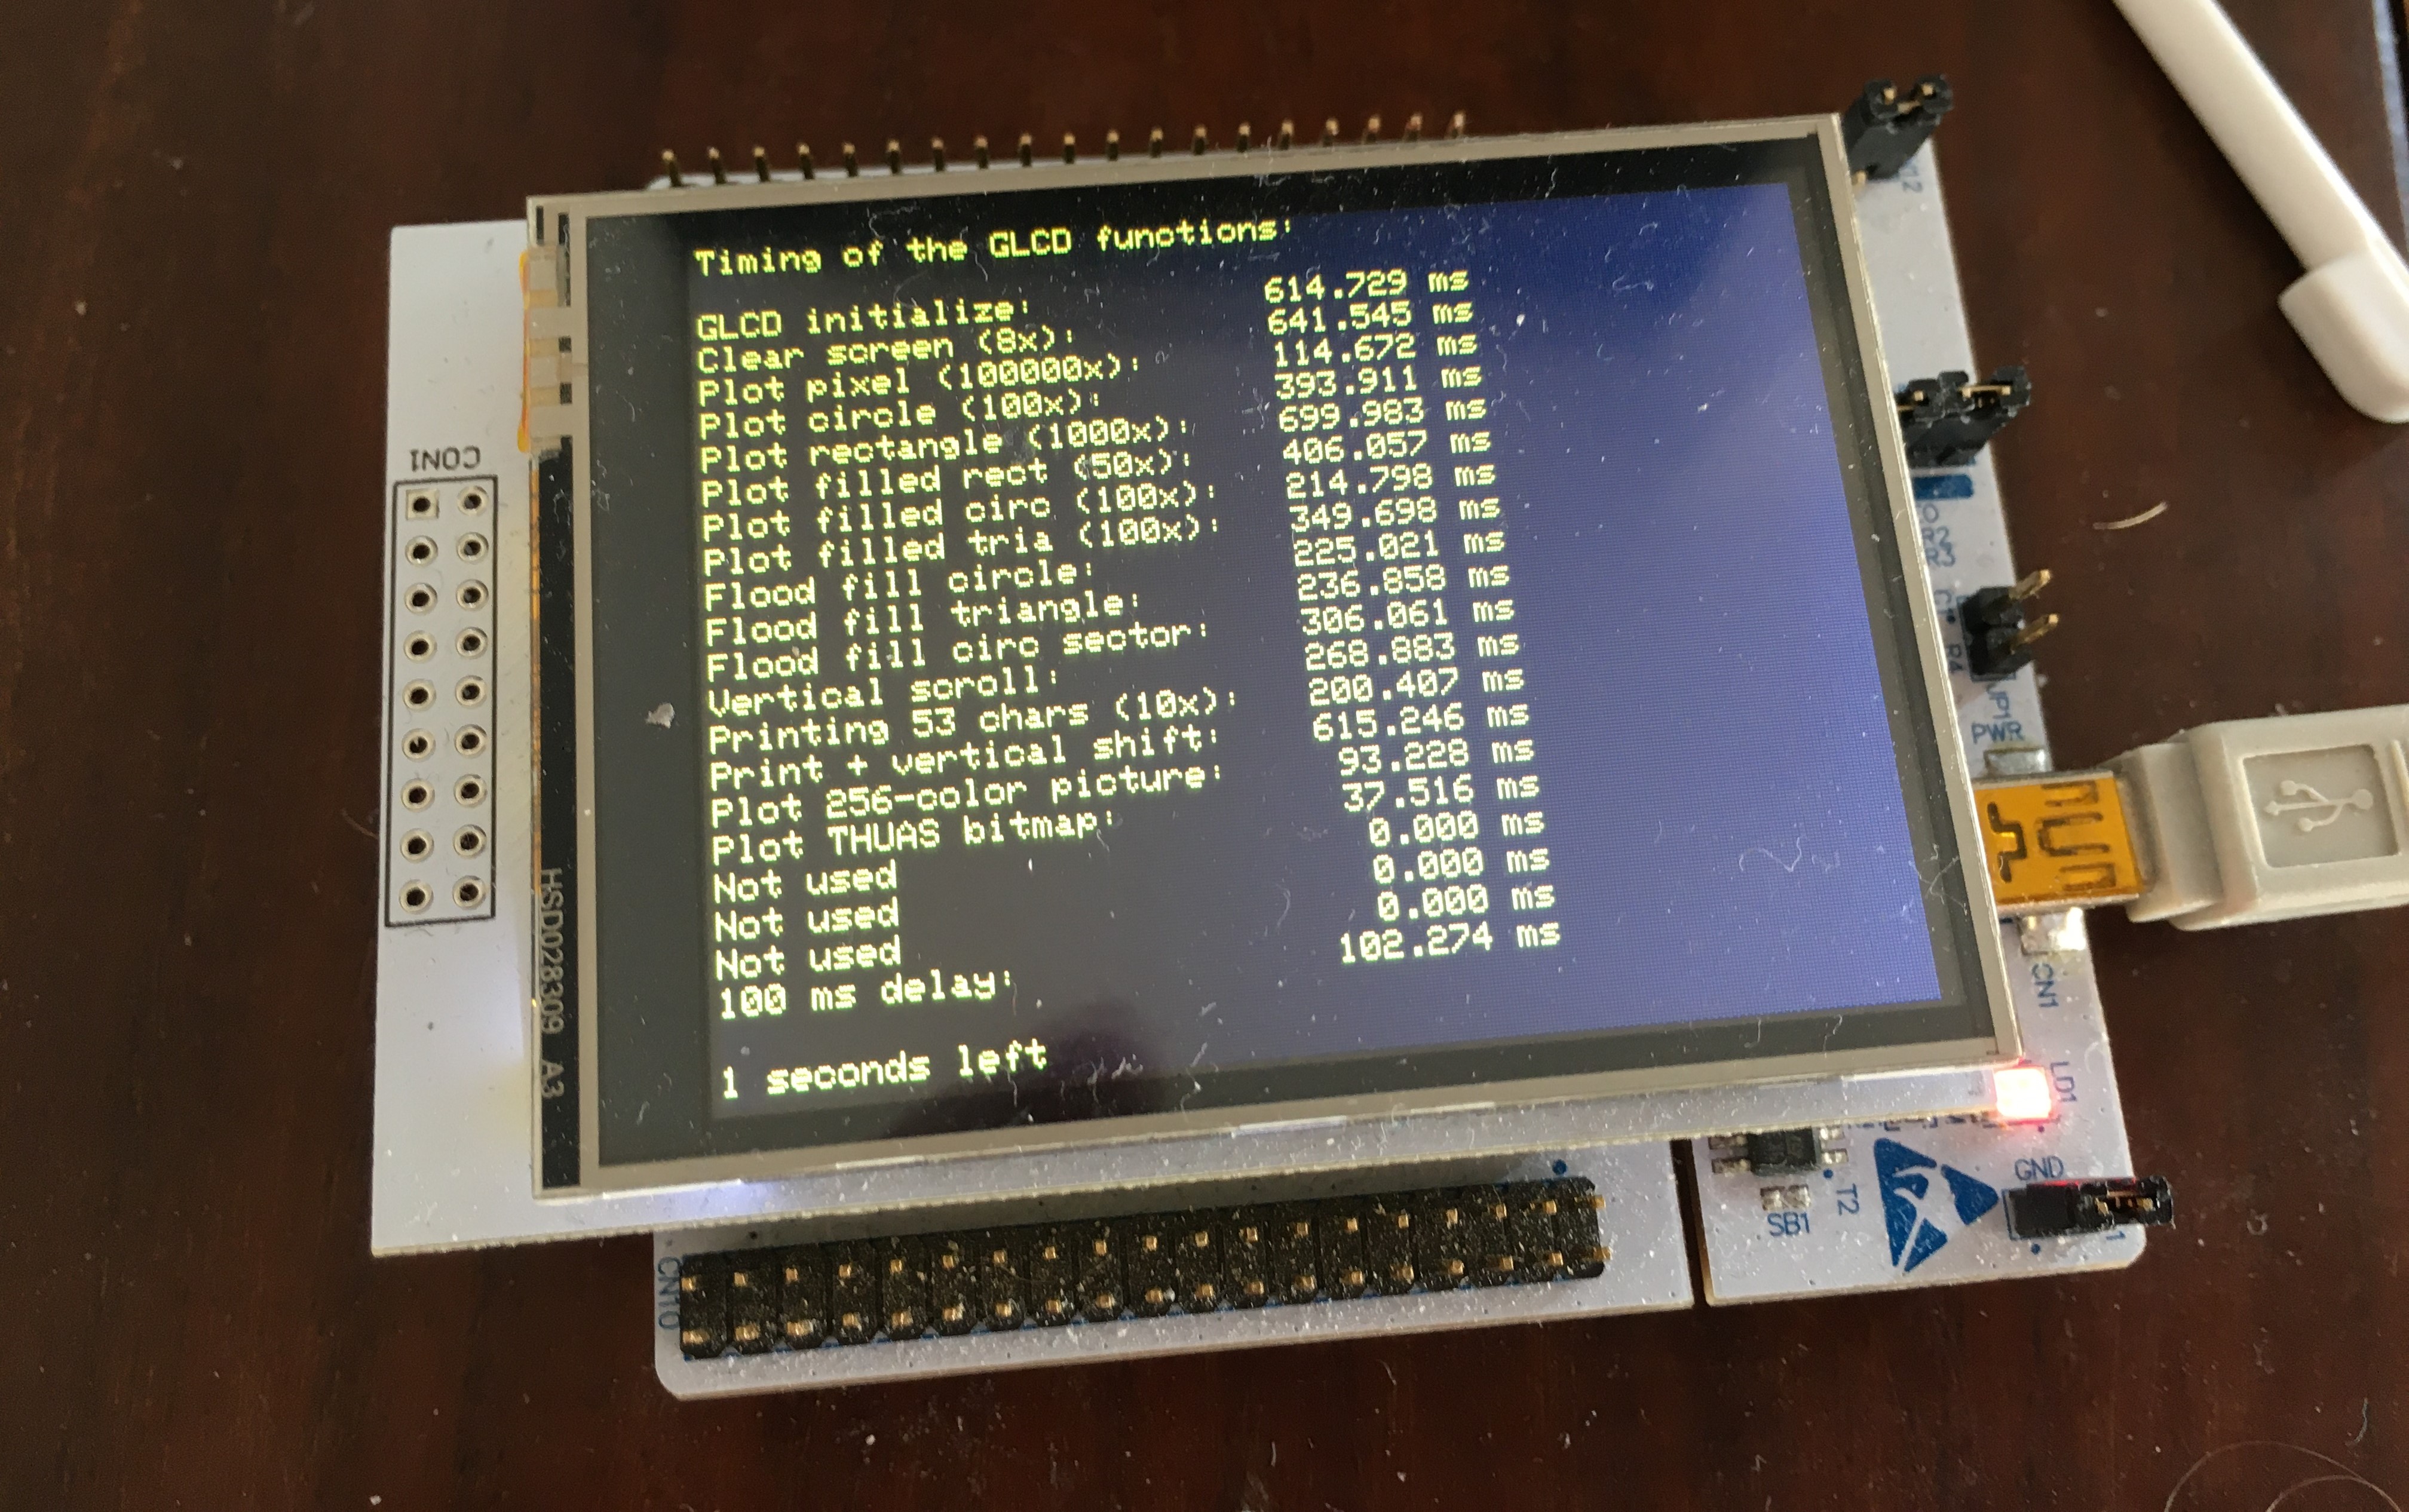 Timing of the GLCD functions:
GLCD initialize: 614.729 ms
Clear screen (8x): 641.545 ms
Plot pixel (100000x): 114.672 ms
Plot circle (100x): 393.911 ms
Plot rectangle (1000x): 699.983 ms
Plot filled rect (50x): 406.057 ms
Plot filled circ (100x): 214.798 ms
Plot filled tria (100x): 349.698 ms
Flood fill circle: 225.021 ms
Flood fill triangle: 236.858 ms
Flood fill circ sector: 306.061 ms
Vertical scroll: 268.883 ms
Printing 53 chars (10x): 200.407 ms
Print + vertical shift: 615.246 ms
Plot 256-color picture: 93.228 ms
Plot THUAS bitmap: 37.516 ms
Not used 0.000 ms
Not used 0.000 ms
Not used 0.000 ms
100 ms delay: 102.274 ms
1 seconds left
CON1
HSD028309 A3
CN10
R2
R3
R4
JP1
PWR
CN1
LD1
GND
T2
SB1